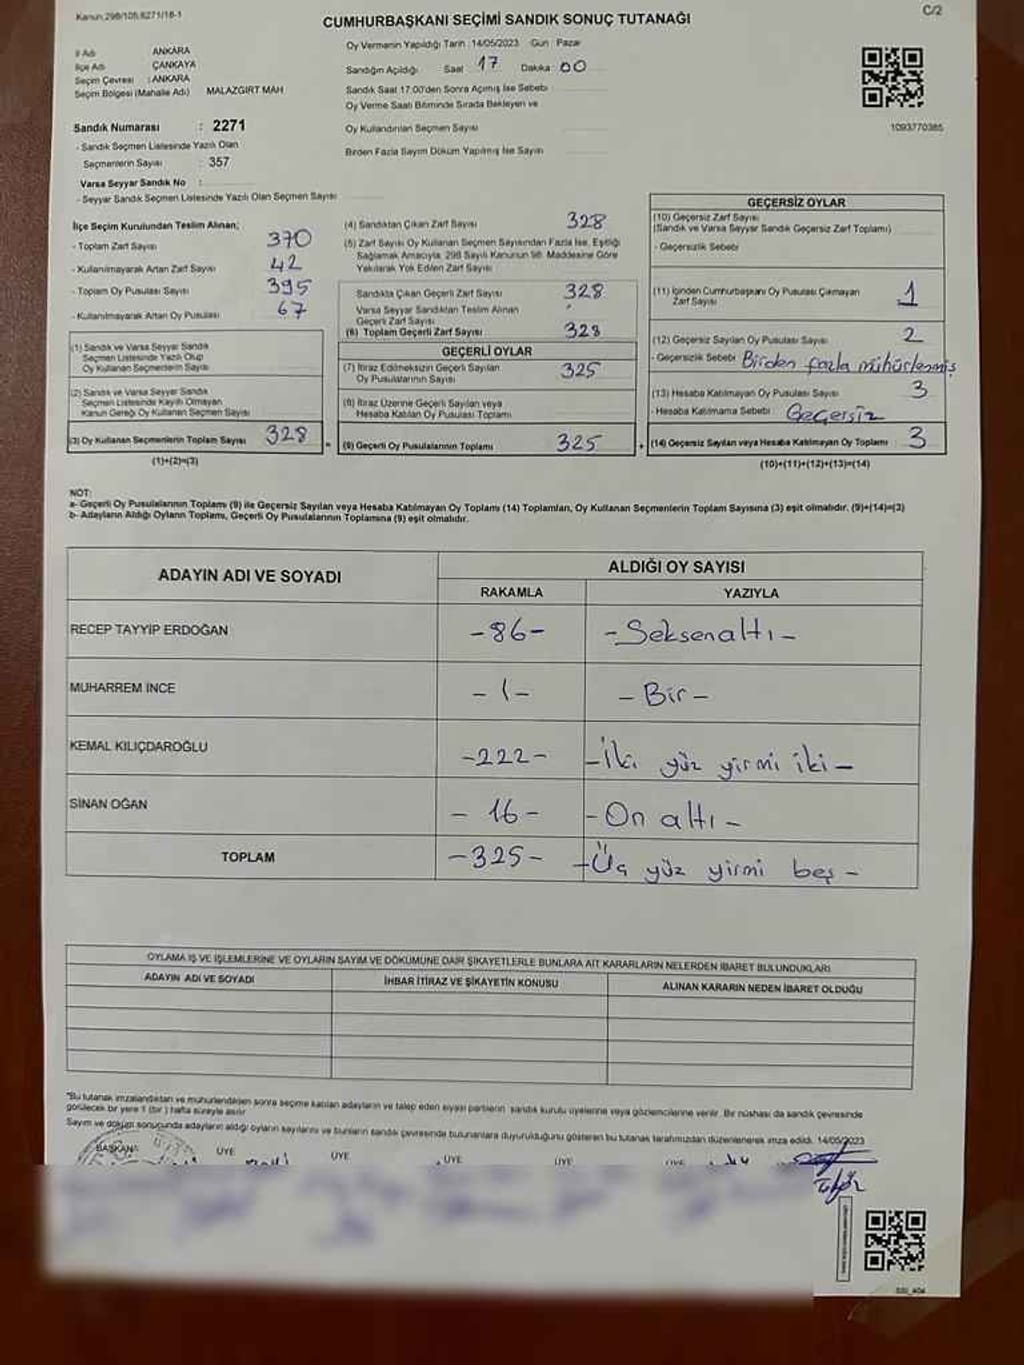 Kanun:298/105,6271/18-1
C/2
CUMHURBAŞKANI SEÇİMİ SANDIK SONUÇ TUTANAĞI
İl Adı ANKARA
İlçe Adı ÇANKAYA
Seçim Çevresi : ANKARA
Seçim Bölgesi (Mahalle Adı) MALAZGİRT MAH
Sandık Numarası : 2271
- Sandık Seçmen Listesinde Yazılı Olan
Seçmenlerin Sayısı : 357
Varsa Seyyar Sandık No :
- Seyyar Sandık Seçmen Listesinde Yazılı Olan Seçmen Sayısı
Oy Vermenin Yapıldığı Tarih : 14/05/2023 Gün : Pazar
Sandığın Açıldığı Saat 17 Dakika : 00
Sandık Saat 17.00'den Sonra Açılmış İse Sebebi
Oy Verme Saati Bitiminde Sırada Bekleyen ve
Oy Kullandırılan Seçmen Sayısı
Birden Fazla Sayım Döküm Yapılmış İse Sayısı
1093770385
İlçe Seçim Kurulundan Teslim Alınan;
- Toplam Zarf Sayısı 370
- Kullanılmayarak Artan Zarf Sayısı 42
- Toplam Oy Pusulası Sayısı 395
- Kullanılmayarak Artan Oy Pusulası 67
(1) Sandık ve Varsa Seyyar Sandık
Seçmen Listesinde Yazılı Olup
Oy Kullanan Seçmenlerin Sayısı
(2) Sandık ve Varsa Seyyar Sandık
Seçmen Listesinde Kayıtlı Olmayan
Kanun Gereği Oy Kullanan Seçmen Sayısı
(3) Oy Kullanan Seçmenlerin Toplam Sayısı 328
(1)+(2)=(3)
(4) Sandıktan Çıkan Zarf Sayısı 328
(5) Zarf Sayısı Oy Kullanan Seçmen Sayısından Fazla İse, Eşitliği
Sağlamak Amacıyla, 298 Sayılı Kanunun 98. Maddesine Göre
Yakılarak Yok Edilen Zarf Sayısı
Sandıkta Çıkan Geçerli Zarf Sayısı 328
Varsa Seyyar Sandıktan Teslim Alınan
Geçerli Zarf Sayısı
(6) Toplam Geçerli Zarf Sayısı 328
GEÇERLİ OYLAR
(7) İtiraz Edilmeksizin Geçerli Sayılan
Oy Pusulalarının Sayısı 325
(8) İtiraz Üzerine Geçerli Sayılan veya
Hesaba Katılan Oy Pusulası Toplamı
(9) Geçerli Oy Pusulalarının Toplamı 325
GEÇERSİZ OYLAR
(10) Geçersiz Zarf Sayısı
(Sandık ve Varsa Seyyar Sandık Geçersiz Zarf Toplamı)
- Geçersizlik Sebebi
(11) İçinden Cumhurbaşkanı Oy Pusulası Çıkmayan
Zarf Sayısı 1
(12) Geçersiz Sayılan Oy Pusulası Sayısı 2
- Geçersizlik Sebebi Birden fazla mühürlenmiş
(13) Hesaba Katılmayan Oy Pusulası Sayısı 3
- Hesaba Katılmama Sebebi : Geçersiz
(14) Geçersiz Sayılan veya Hesaba Katılmayan Oy Toplamı 3
(10)+(11)+(12)+(13)=(14)
NOT:
a- Geçerli Oy Pusulalarının Toplamı (9) ile Geçersiz Sayılan veya Hesaba Katılmayan Oy Toplamı (14) Toplamları, Oy Kullanan Seçmenlerin Toplam Sayısına (3) eşit olmalıdır. (9)+(14)=(3)
b- Adayların Aldığı Oyların Toplamı, Geçerli Oy Pusulalarının Toplamına (9) eşit olmalıdır.
ADAYIN ADI VE SOYADI
ALDIĞI OY SAYISI
RAKAMLA YAZIYLA
RECEP TAYYİP ERDOĞAN -86- -Seksenaltı-
MUHARREM İNCE -1- -Bir-
KEMAL KILIÇDAROĞLU -222- -İki yüz yirmi iki-
SİNAN OĞAN -16- -On altı-
TOPLAM -325- -Üç yüz yirmi beş-
OYLAMA İŞ VE İŞLEMLERİNE VE OYLARIN SAYIM VE DÖKÜMÜNE DAİR ŞİKAYETLERLE BUNLARA AİT KARARLARIN NELERDEN İBARET BULUNDUKLARI
ADAYIN ADI VE SOYADI İHBAR İTİRAZ VE ŞİKAYETİN KONUSU ALINAN KARARIN NEDEN İBARET OLDUĞU
*Bu tutanak imzalandıktan ve mühürlendikten sonra seçime katılan adayların ve talep eden siyasi partilerin sandık kurulu üyelerine veya gözlemcilerine verilir. Bir nüshası da sandık çevresinde
görülecek bir yere 1 (bir) hafta süreyle asılır.
Sayım ve döküm sonucunda adayların aldığı oyların sayılarını ve bunların sandık çevresinde bulunanlara duyurulduğunu gösteren bu tutanak tarafımızdan düzenlenerek imza edildi. 14/05/2023
BAŞKAN ÜYE ÜYE ÜYE ÜYE ÜYE